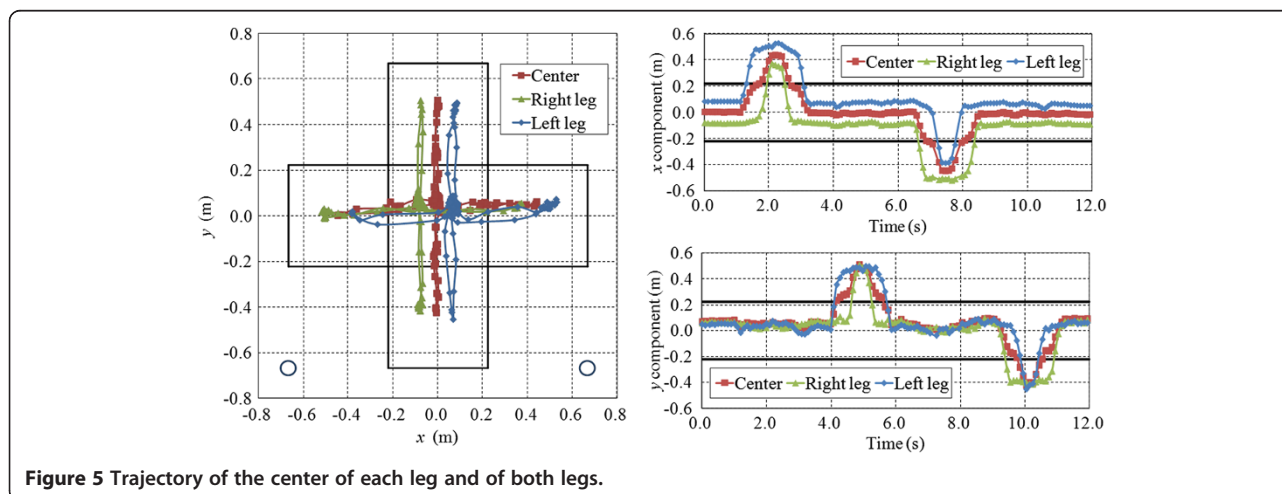 0.8
0.6
0.4
0.2
0.0
-0.2
-0.4
-0.6
-0.8
y (m)
Center
Right leg
Left leg
-0.8 -0.6 -0.4 -0.2 0.0 0.2 0.4 0.6 0.8
x (m)
0.6
0.4
0.2
0.0
-0.2
-0.4
-0.6
x component (m)
Center Right leg Left leg
0.0 2.0 4.0 6.0 8.0 10.0 12.0
Time (s)
0.6
0.4
0.2
0.0
-0.2
-0.4
-0.6
y component (m)
Center Right leg Left leg
0.0 2.0 4.0 6.0 8.0 10.0 12.0
Time (s)
Figure 5 Trajectory of the center of each leg and of both legs.